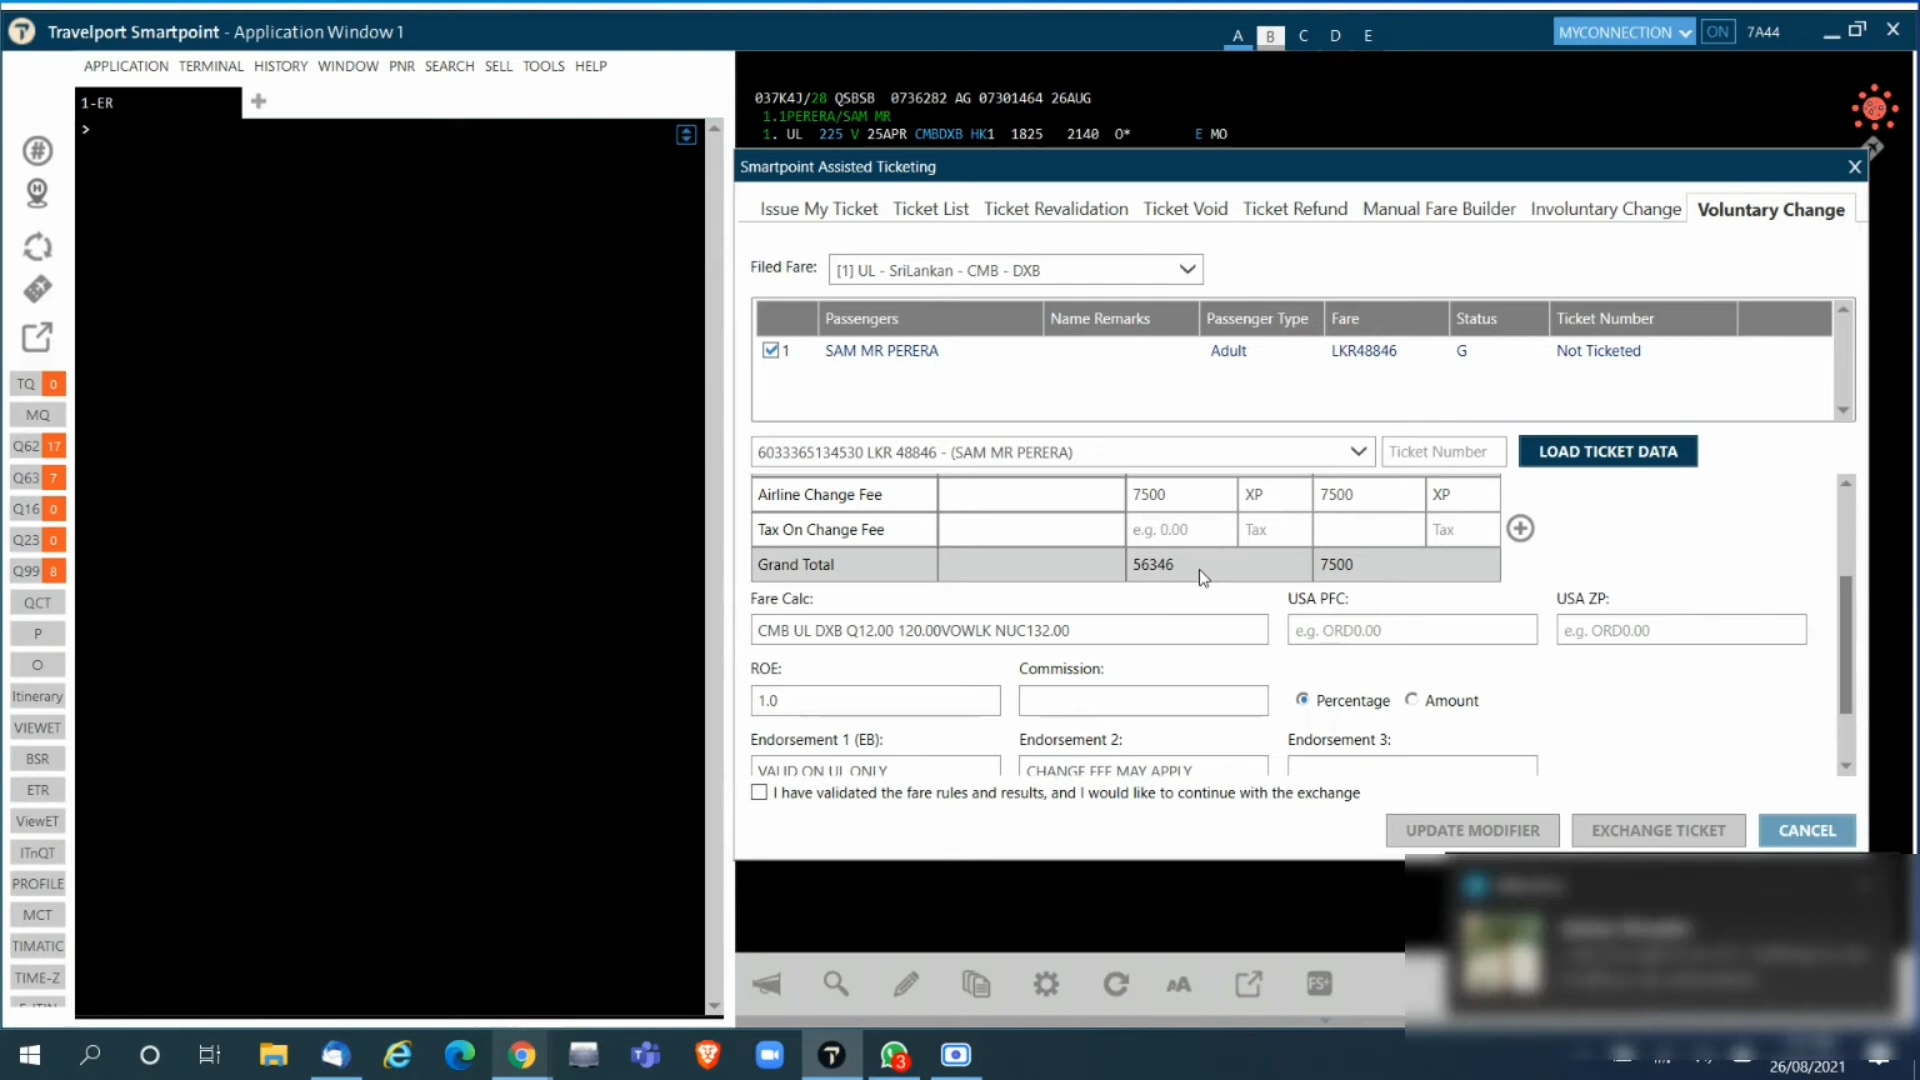 Travelport Smartpoint - Application Window 1
A B C D E
MYCONNECTION ON 7A44
APPLICATION TERMINAL HISTORY WINDOW PNR SEARCH SELL TOOLS HELP
1-ER
>
037K4J/28 QSBSB 0736282 AG 07301464 26AUG
1.1PERERA/SAM MR
1. UL 225 V 25APR CMBDXB HK1 1825 2140 O* E MO
Smartpoint Assisted Ticketing
Issue My Ticket Ticket List Ticket Revalidation Ticket Void Ticket Refund Manual Fare Builder Involuntary Change Voluntary Change
Filed Fare: [1] UL - SriLankan - CMB - DXB
Passengers Name Remarks Passenger Type Fare Status Ticket Number
1 SAM MR PERERA Adult LKR48846 G Not Ticketed
6033365134530 LKR 48846 - (SAM MR PERERA) Ticket Number LOAD TICKET DATA
Airline Change Fee 7500 XP 7500 XP
Tax On Change Fee e.g. 0.00 Tax Tax
Grand Total 56346 7500
Fare Calc: USA PFC: USA ZP:
CMB UL DXB Q12.00 120.00VOWLK NUC132.00 e.g. ORD0.00 e.g. ORD0.00
ROE: Commission:
1.0 Percentage Amount
Endorsement 1 (EB): Endorsement 2: Endorsement 3:
VALID ON UL ONLY CHANGE FEE MAY APPLY
I have validated the fare rules and results, and I would like to continue with the exchange
UPDATE MODIFIER EXCHANGE TICKET CANCEL
TQ 0
MQ
Q62 17
Q63 7
Q16 0
Q23 0
Q99 8
QCT
P
O
Itinerary
VIEWET
BSR
ETR
ViewET
ITnQT
PROFILE
MCT
TIMATIC
TIME-Z
AA
FS+
3
26/08/2021